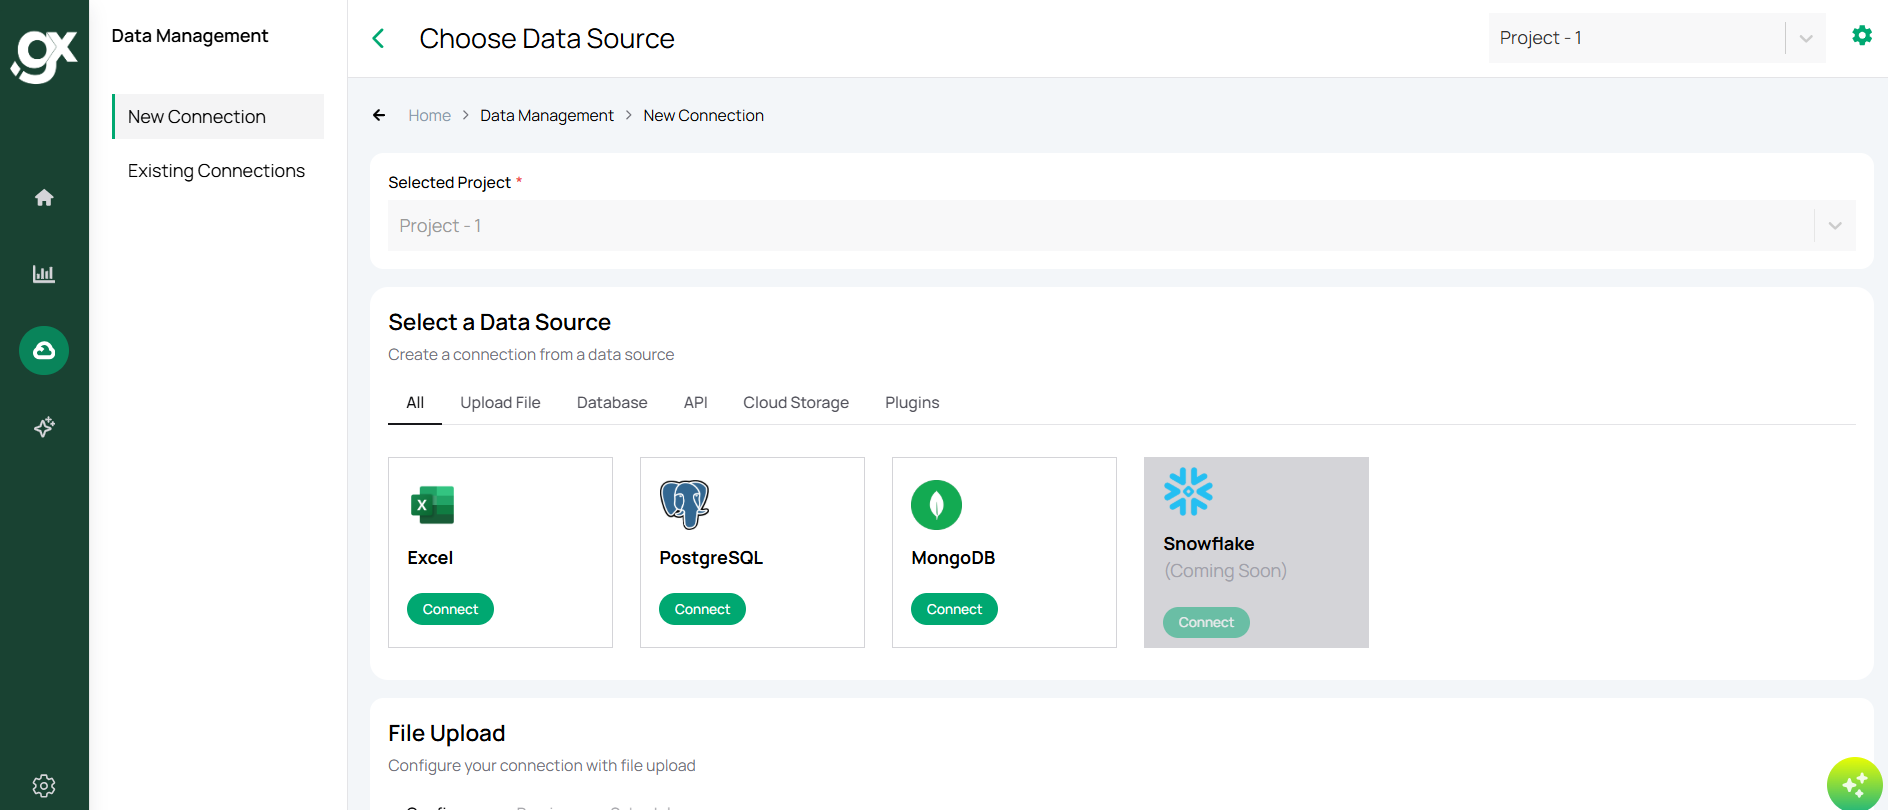 gx
Data Management
New Connection
Existing Connections
Choose Data Source
Project - 1
Home > Data Management > New Connection
Selected Project *
Project - 1
Select a Data Source
Create a connection from a data source
All Upload File Database API Cloud Storage Plugins
X
Excel
Connect
PostgreSQL
Connect
MongoDB
Connect
Snowflake
(Coming Soon)
Connect
File Upload
Configure your connection with file upload